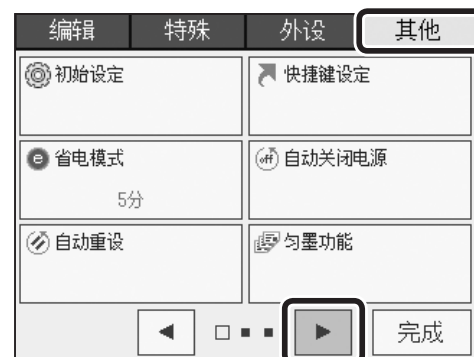 编辑 特殊 外设 其他
初始设定 快捷键设定
省电模式 off 自动关闭电源
5分
自动重设 匀墨功能
完成